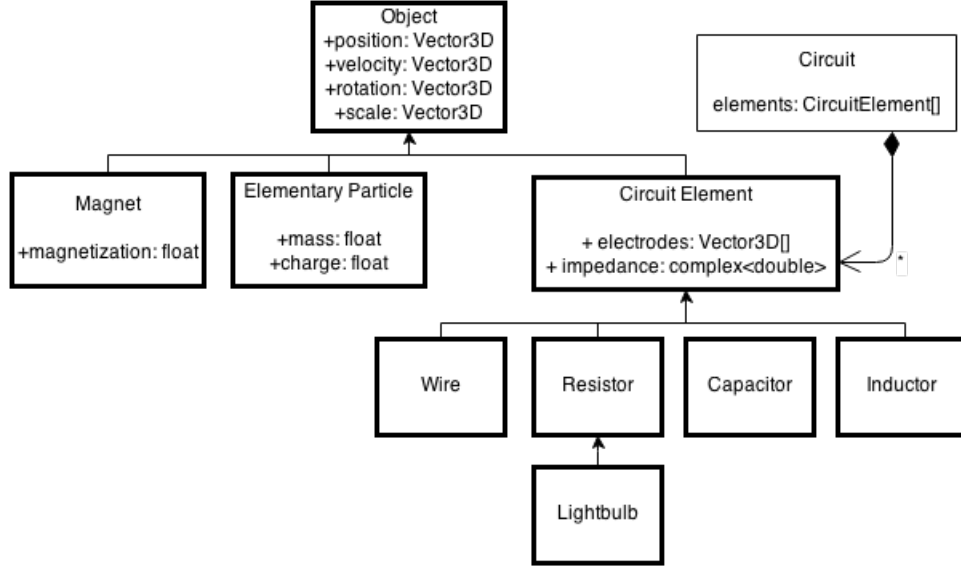 Object
+position: Vector3D
+velocity: Vector3D
+rotation: Vector3D
+scale: Vector3D
Circuit
elements: CircuitElement[]
Magnet
+magnetization: float
Elementary Particle
+mass: float
+charge: float
Circuit Element
+ electrodes: Vector3D[]
+ impedance: complex<double>
*
Wire
Resistor
Capacitor
Inductor
Lightbulb